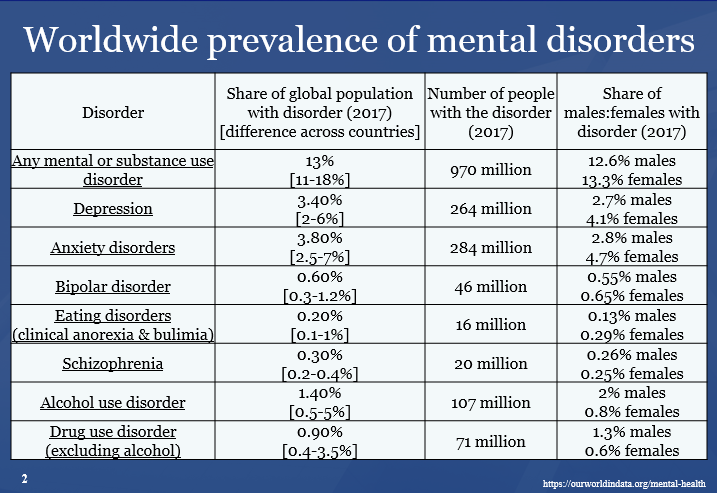 Worldwide prevalence of mental disorders
Disorder
Share of global population
with disorder (2017)
[difference across countries]
Number of people
with the disorder
(2017)
Share of
males:females with
disorder (2017)
Any mental or substance use
disorder
13%
[11-18%]
970 million
12.6% males
13.3% females
Depression
3.40%
[2-6%]
264 million
2.7% males
4.1% females
Anxiety disorders
3.80%
[2.5-7%]
284 million
2.8% males
4.7% females
Bipolar disorder
0.60%
[0.3-1.2%]
46 million
0.55% males
0.65% females
Eating disorders
(clinical anorexia & bulimia)
0.20%
[0.1-1%]
16 million
0.13% males
0.29% females
Schizophrenia
0.30%
[0.2-0.4%]
20 million
0.26% males
0.25% females
Alcohol use disorder
1.40%
[0.5-5%]
107 million
2% males
0.8% females
Drug use disorder
(excluding alcohol)
0.90%
[0.4-3.5%]
71 million
1.3% males
0.6% females
2
https://ourworldindata.org/mental-health